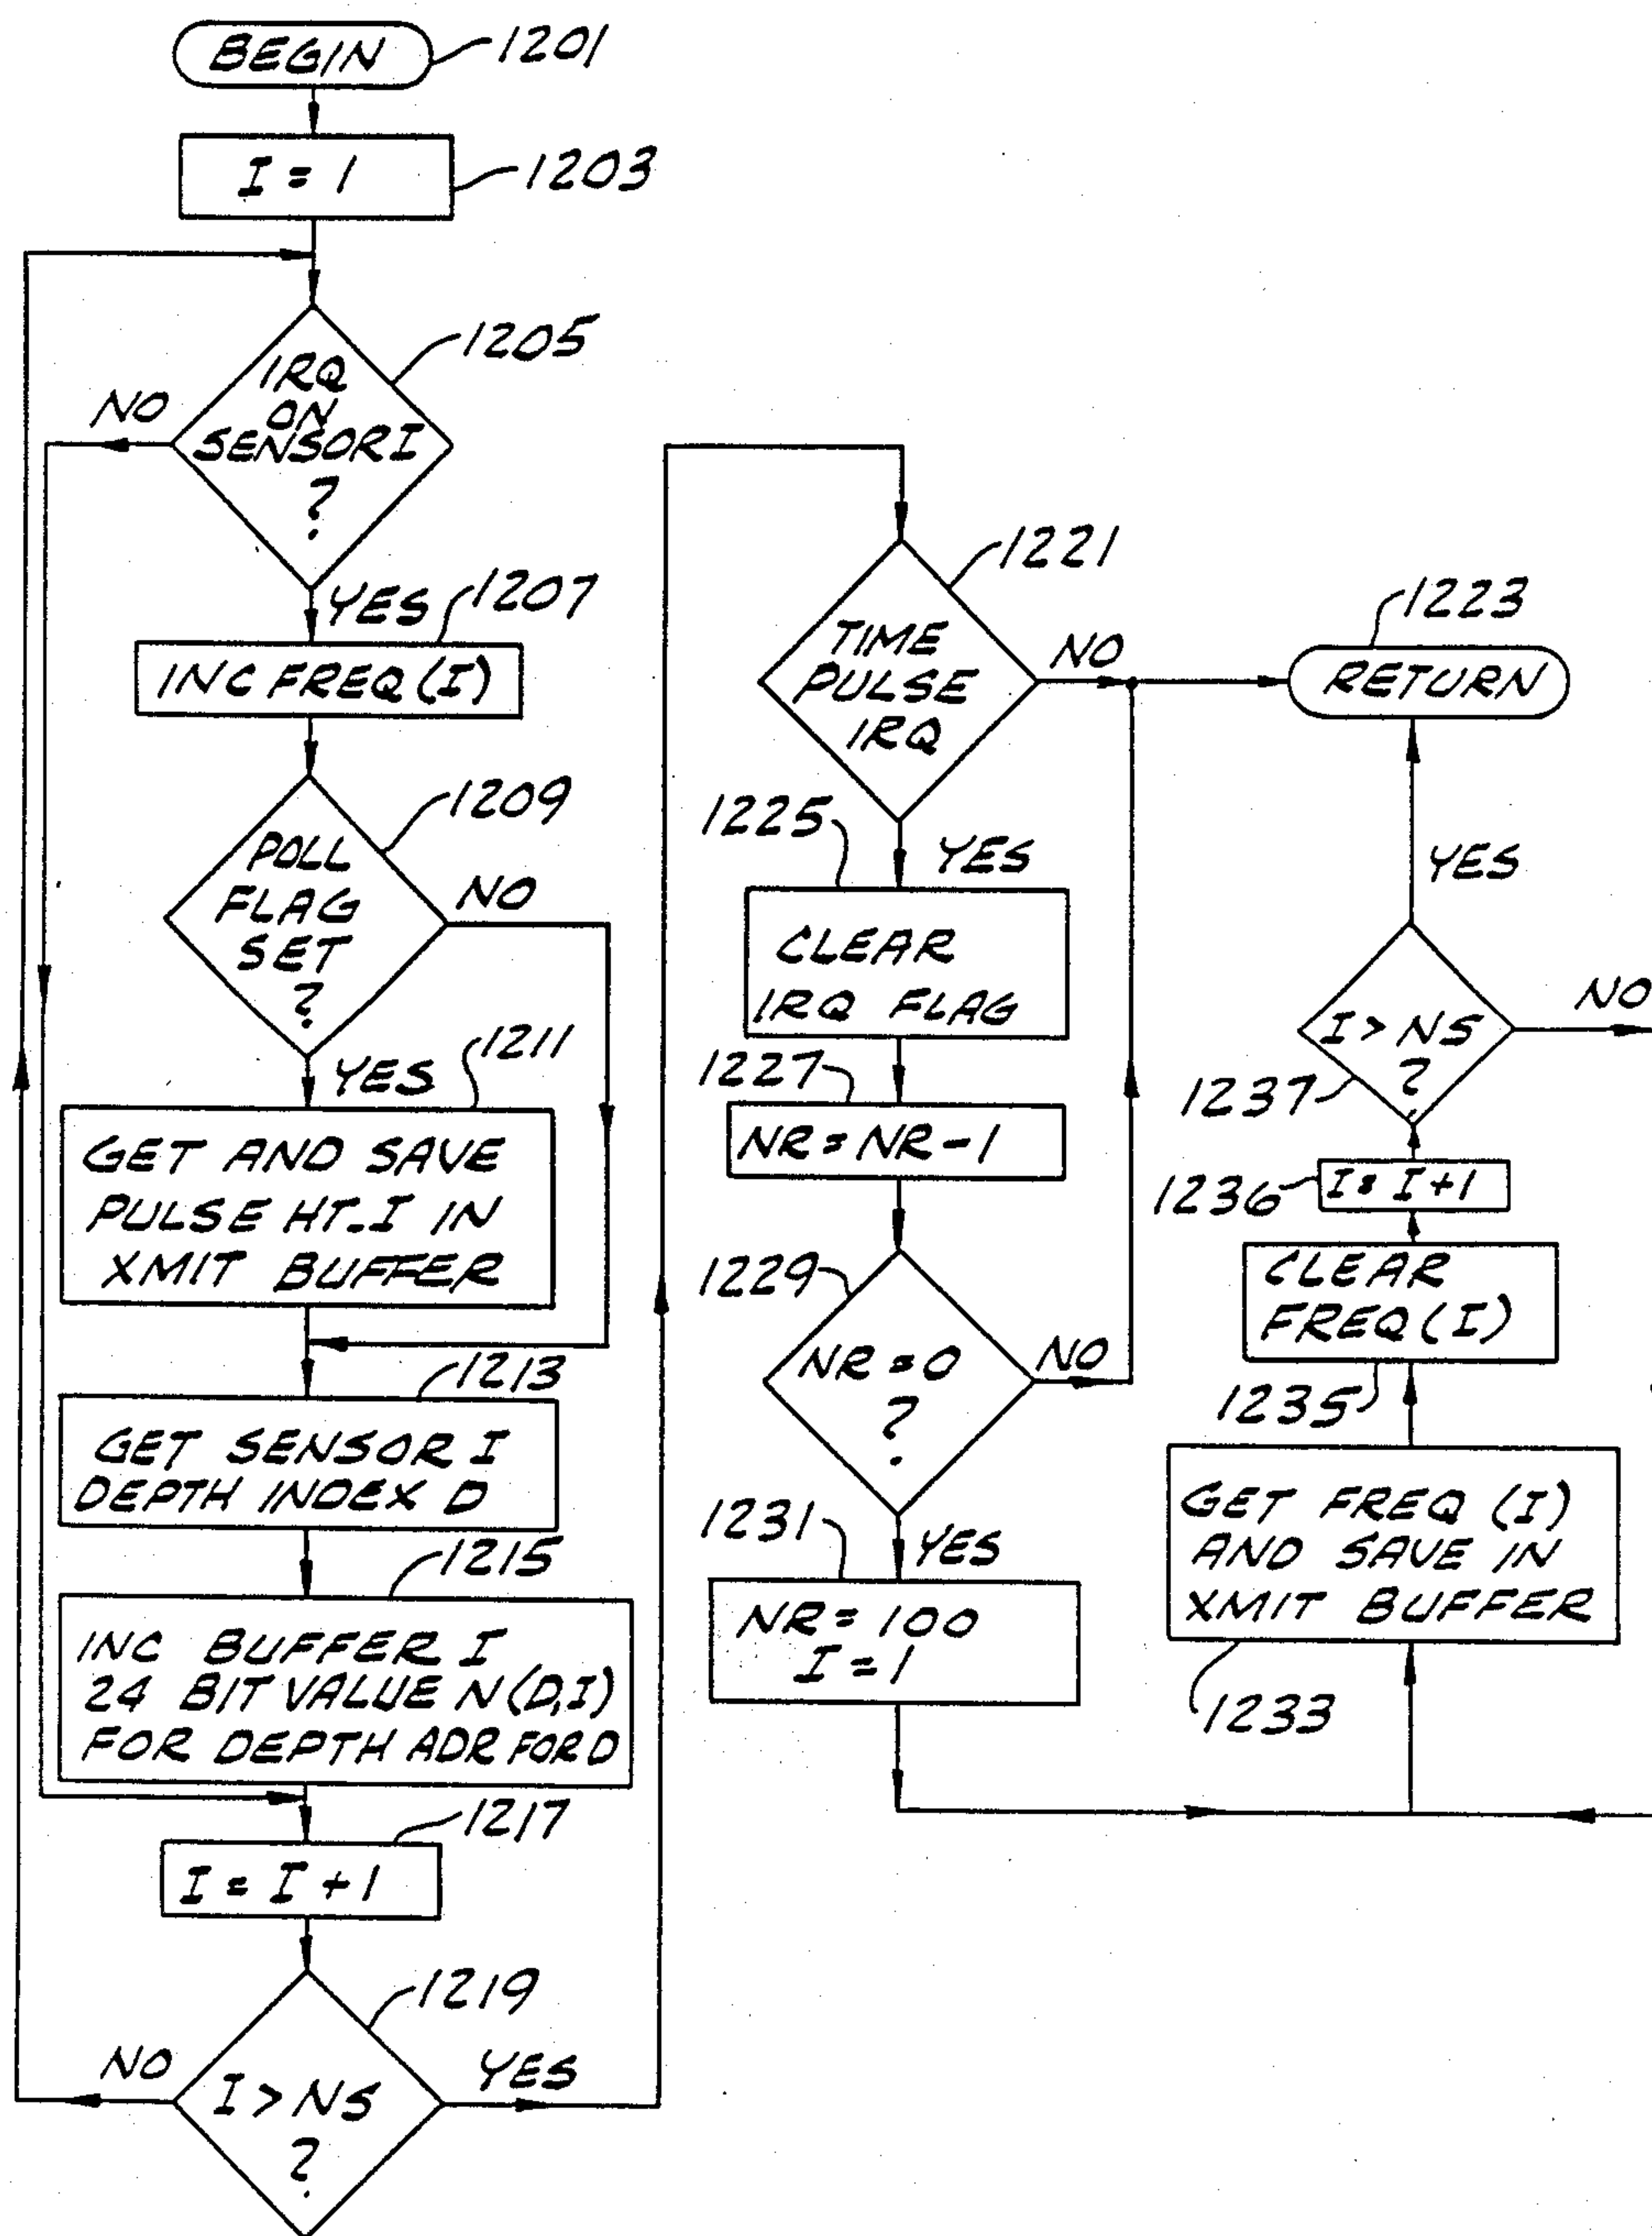 BEGIN
1201
I = 1
1203
IRQ
ON
SENSOR I
?
1205
NO
YES
1207
INC FREQ (I)
1209
POLL
FLAG
SET
?
NO
YES
1211
GET AND SAVE
PULSE HT. I IN
XMIT BUFFER
1213
GET SENSOR I
DEPTH INDEX D
1215
INC BUFFER I
24 BIT VALUE N(D,I)
FOR DEPTH ADR FOR D
1217
I = I + 1
1219
NO
I > NS
?
YES
1221
TIME
PULSE
IRQ
NO
1223
RETURN
1225
YES
CLEAR
IRQ FLAG
1227
NR = NR - 1
1229
NR = 0
?
NO
1231
YES
NR = 100
I = 1
YES
I > NS
?
NO
1237
1236
I = I + 1
CLEAR
FREQ (I)
1235
GET FREQ (I)
AND SAVE IN
XMIT BUFFER
1233